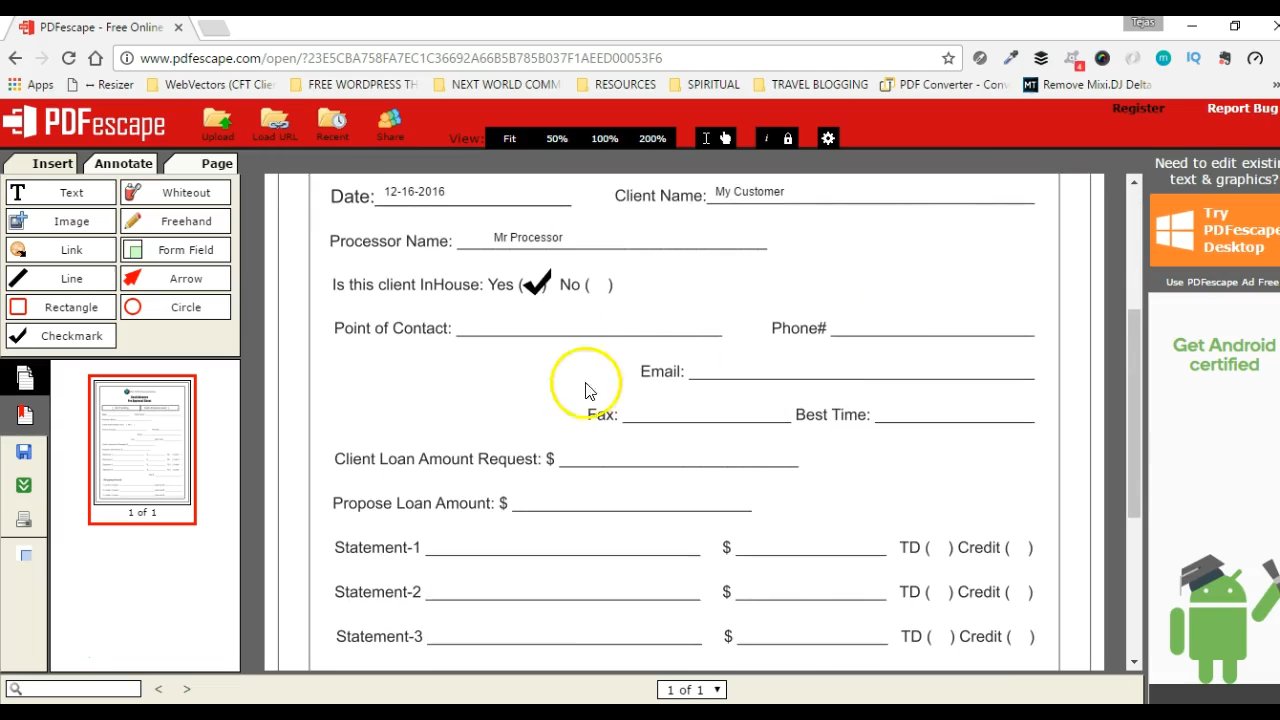 PDFescape - Free Online
Tejas
www.pdfescape.com/open/?23E5CBA7E8FA7EC1C36692A66B5B785B037F1AEED00053F6
4
Apps
Resizer
WebVectors (CFT Clie
FREE WORDPRESS TH
NEXT WORLD COMM
RESOURCES
SPIRITUAL
TRAVEL BLOGGING
PDF Converter - Conv
MT Remove Mixi.DJ Delta
PDFescape
Upload
Load URL
Recent
Share
View:
Fit
50%
100%
200%
Register
Report Bug
Insert
Annotate
Page
Text
Whiteout
Image
Freehand
Link
Form Field
Line
Arrow
Rectangle
Circle
Checkmark
1 of 1
Date: 12-16-2016 Client Name: My Customer
Processor Name: Mr Processor
Is this client InHouse: Yes ( ) No ( )
Point of Contact: Phone#
Email:
Fax: Best Time:
Client Loan Amount Request: $
Propose Loan Amount: $
Statement-1 $ TD ( ) Credit ( )
Statement-2 $ TD ( ) Credit ( )
Statement-3 $ TD ( ) Credit ( )
Need to edit existin
text & graphics?
Try
PDFescape
Desktop
Use PDFescape Ad Free
Get Android
certified
< >
1 of 1